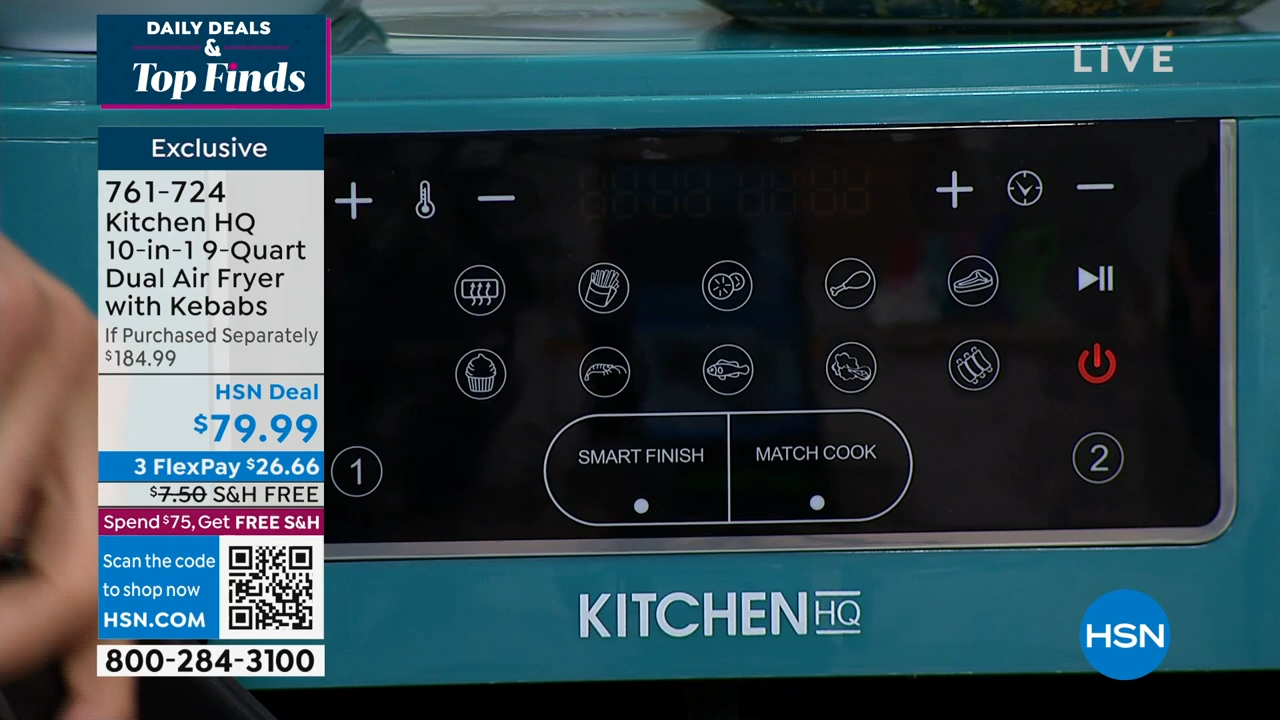 DAILY DEALS
&
Top Finds
LIVE
Exclusive
761-724
Kitchen HQ
10-in-1 9-Quart
Dual Air Fryer
with Kebabs
If Purchased Separately
$184.99
HSN Deal
$79.99
3 FlexPay $26.66
$7.50 S&H FREE
Spend $75, Get FREE S&H
Scan the code
to shop now
HSN.COM
800-284-3100
1
SMART FINISH
MATCH COOK
2
KITCHEN HQ
HSN